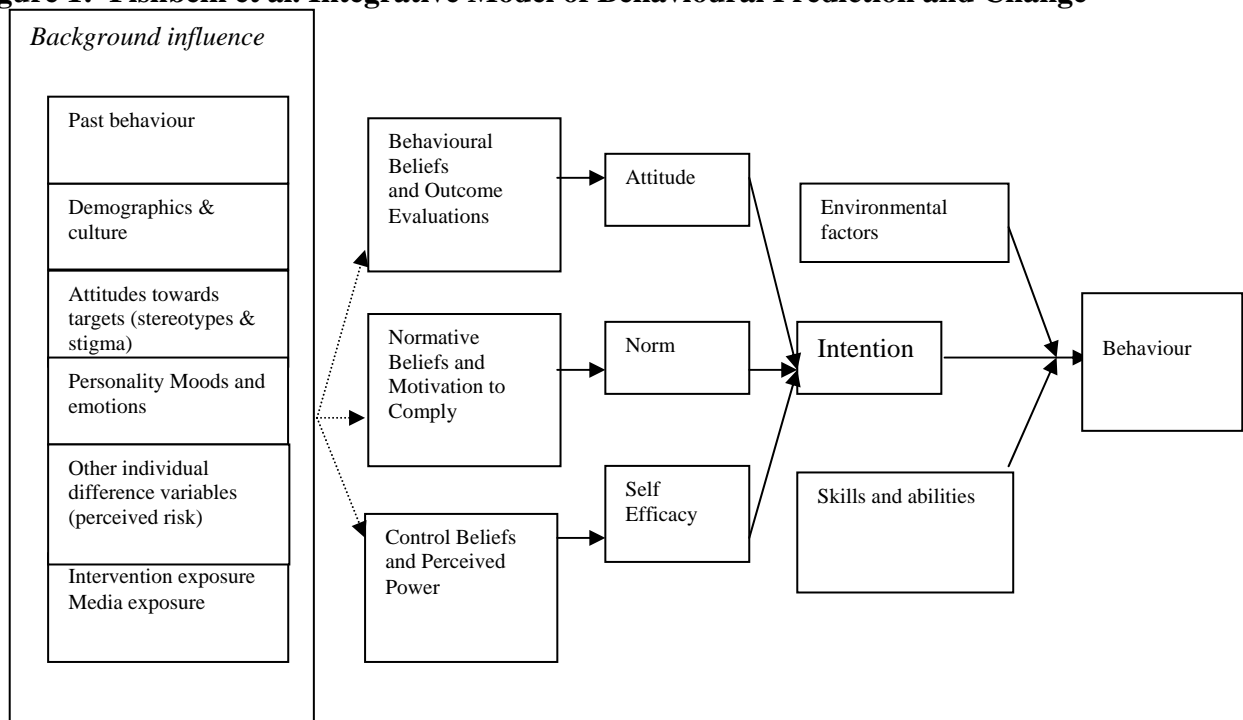 Figure 1: Fishbein et al. Integrative Model of Behavioural Prediction and Change
Background influence
Past behaviour
Demographics &
culture
Attitudes towards
targets (stereotypes &
stigma)
Personality Moods and
emotions
Other individual
difference variables
(perceived risk)
Intervention exposure
Media exposure
Behavioural
Beliefs
and Outcome
Evaluations
Normative
Beliefs and
Motivation to
Comply
Control Beliefs
and Perceived
Power
Attitude
Norm
Self
Efficacy
Environmental
factors
Intention
Skills and abilities
Behaviour